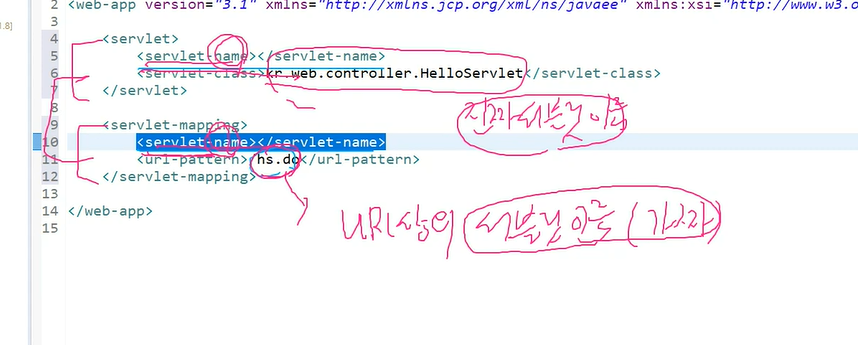 1.8]
2 <web-app version="3.1" xmlns="http://xmlns.jcp.org/xml/ns/javaee" xmlns:xsi="http://www.w3.o
3
4 <servlet>
5 <servlet-name></servlet-name>
6 <servlet-class>kr.web.controller.HelloServlet</servlet-class>
7 </servlet>
8
9 <servlet-mapping>
진짜 서블릿 이름
10 <servlet-name></servlet-name>
11 <url-pattern>hs.do</url-pattern>
12 </servlet-mapping>
13
URL상의 서블릿 이름 (가짜)
14 </web-app>
15